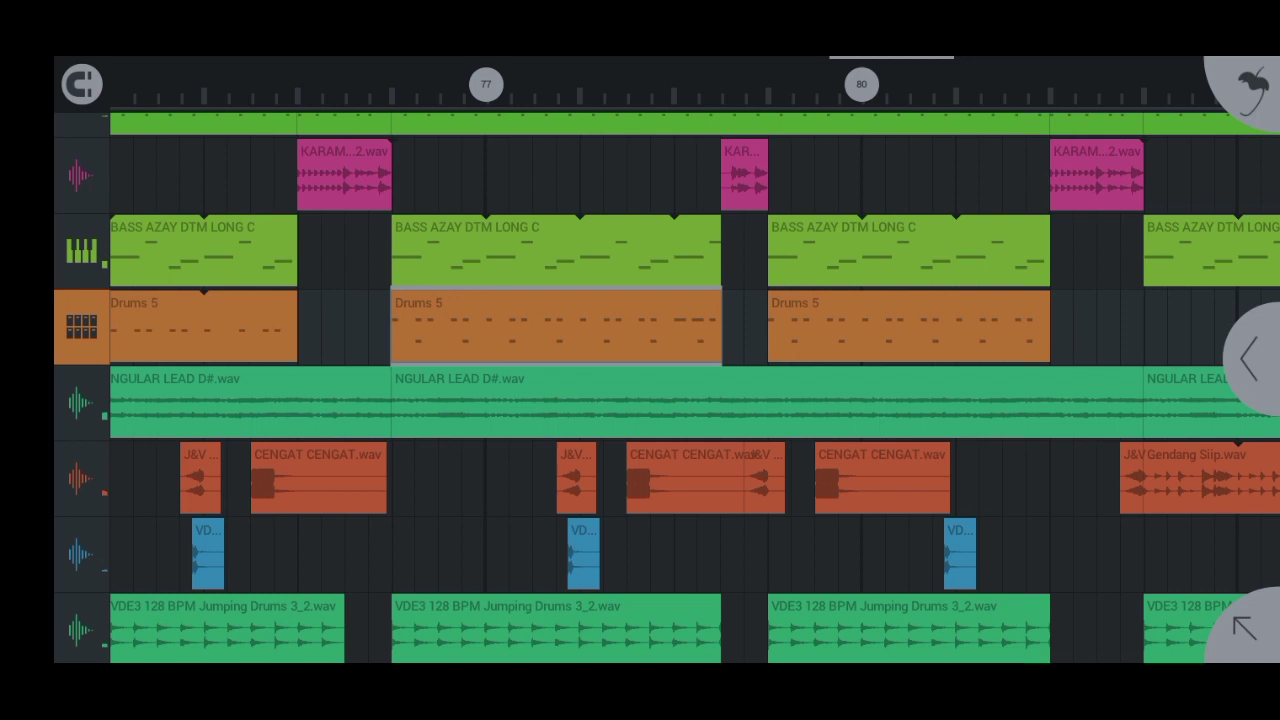 77
80
KARAM...2.wav
KAR...
KARAM...2.wav
BASS AZAY DTM LONG C
BASS AZAY DTM LONG C
BASS AZAY DTM LONG C
BASS AZAY DTM LONG
Drums 5
Drums 5
Drums 5
NGULAR LEAD D#.wav
NGULAR LEAD D#.wav
NGULAR LEAD
J&V ...
CENGAT CENGAT.wav
J&V...
CENGAT CENGAT.wav
J&V ...
CENGAT CENGAT.wav
J&V
Gendang Siip.wav
VD...
VD...
VD...
VDE3 128 BPM Jumping Drums 3_2.wav
VDE3 128 BPM Jumping Drums 3_2.wav
VDE3 128 BPM Jumping Drums 3_2.wav
VDE3 128 BPM